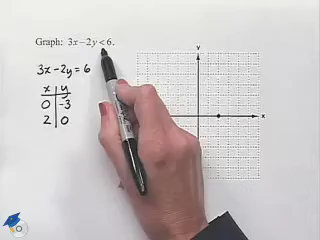 Graph: 3x−2y<6.
3x−2y=6
x | y
0 | −3
2 | 0
y
x